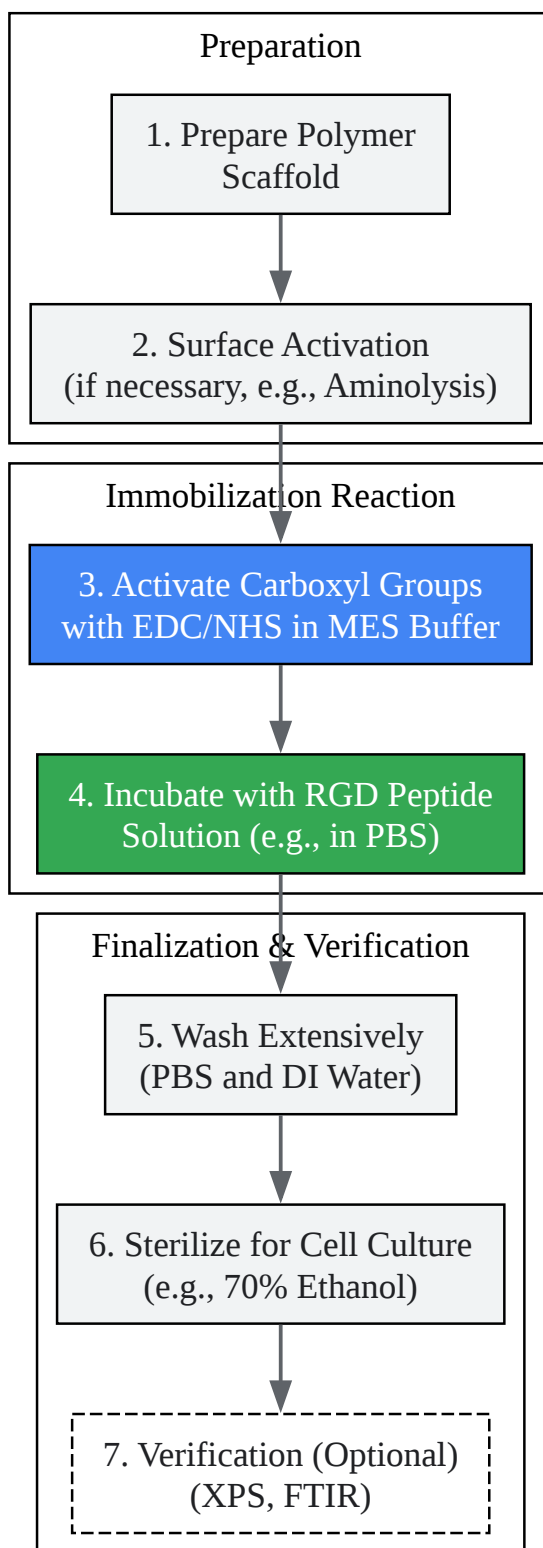 Preparation
1. Prepare Polymer
Scaffold
2. Surface Activation
(if necessary, e.g., Aminolysis)
Immobilization Reaction
3. Activate Carboxyl Groups
with EDC/NHS in MES Buffer
4. Incubate with RGD Peptide
Solution (e.g., in PBS)
Finalization & Verification
5. Wash Extensively
(PBS and DI Water)
6. Sterilize for Cell Culture
(e.g., 70% Ethanol)
7. Verification (Optional)
(XPS, FTIR)